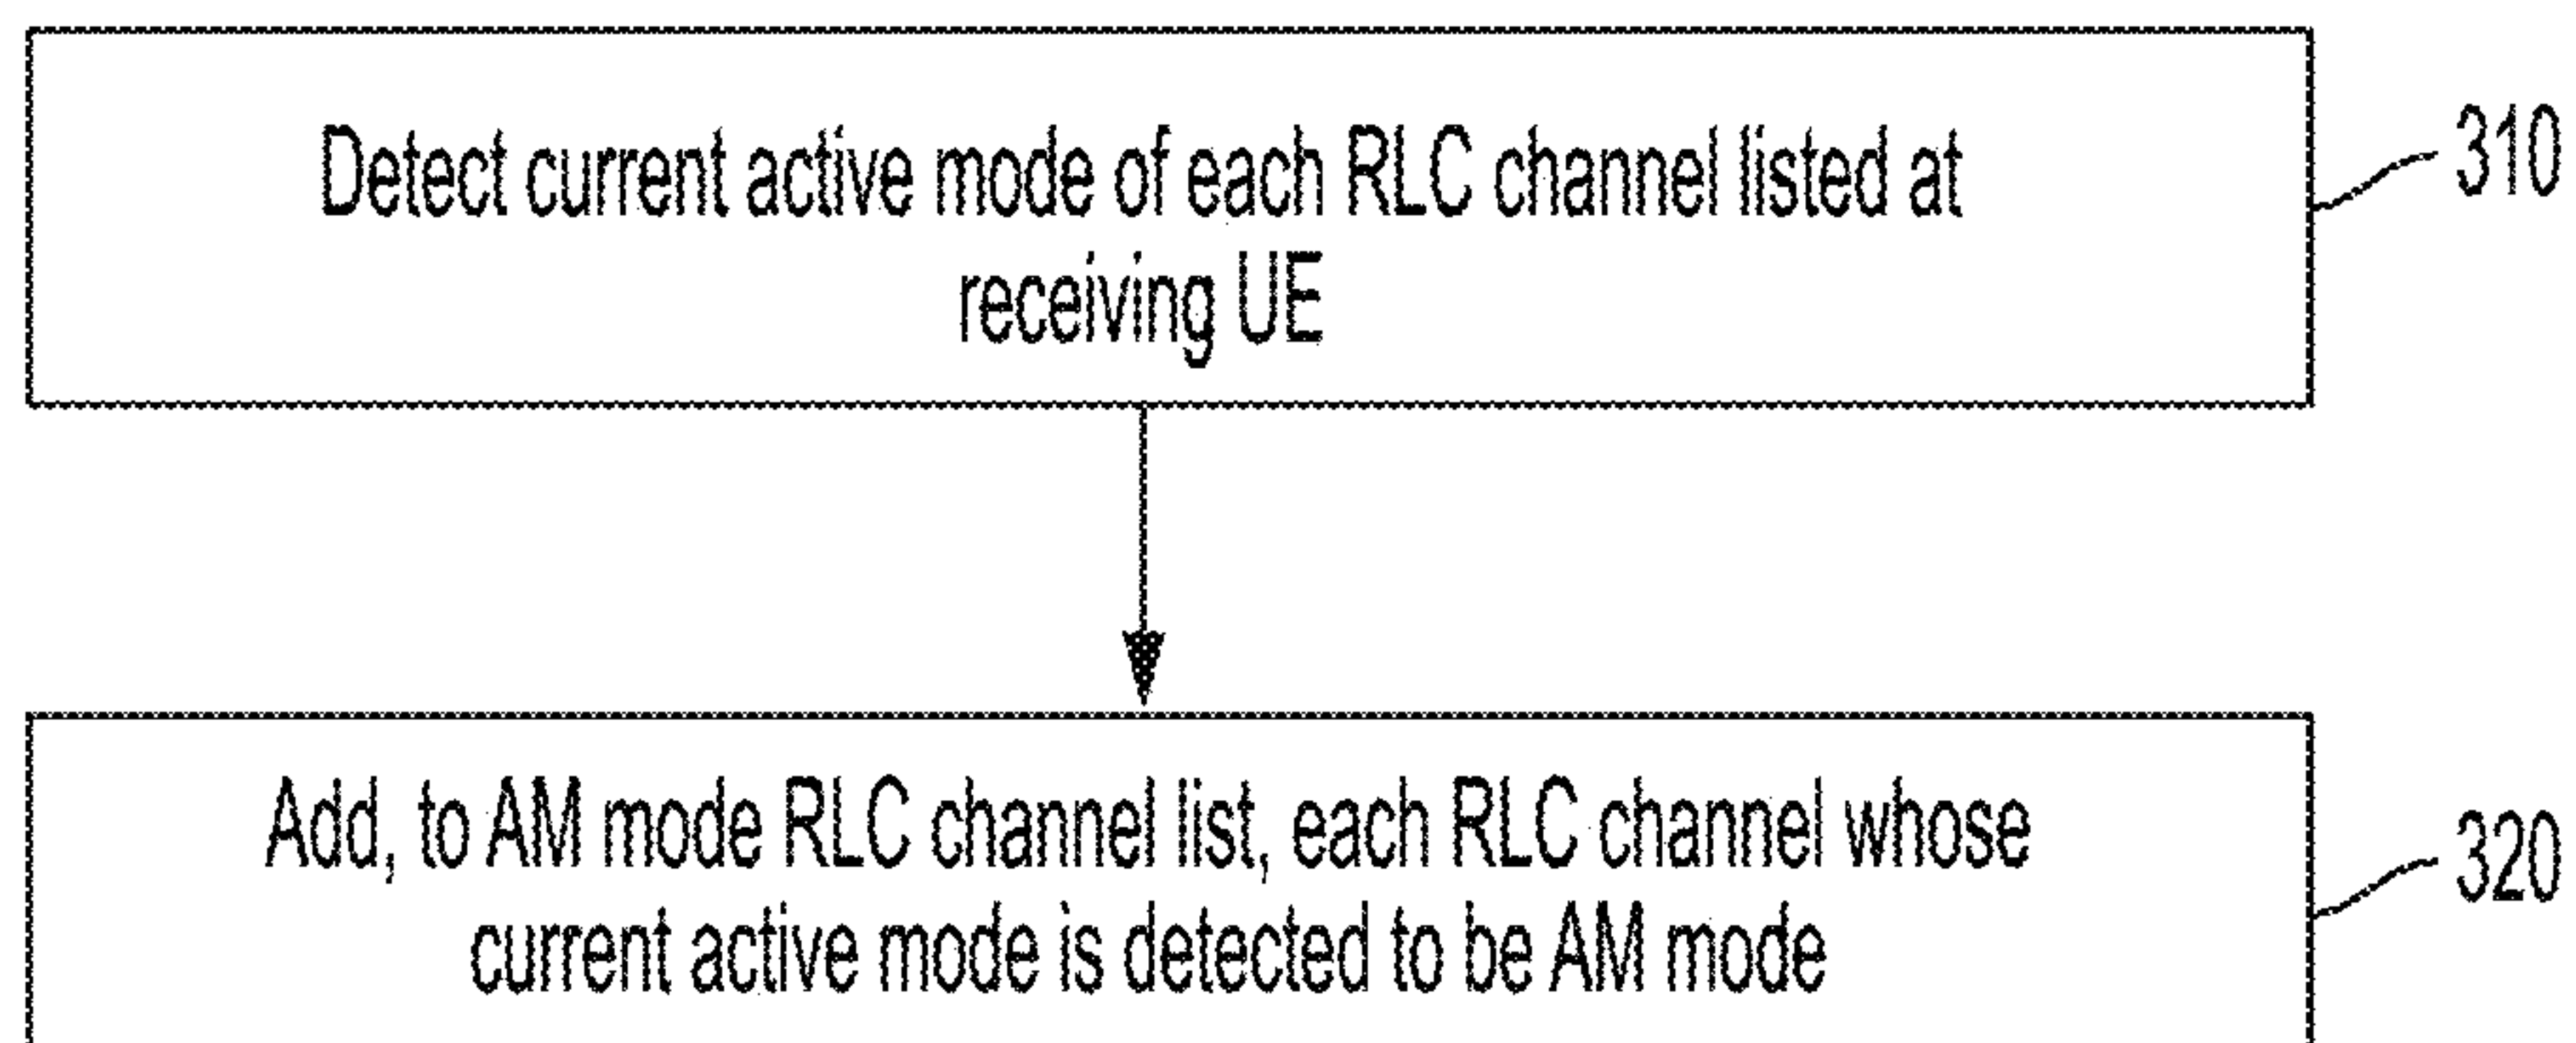 Detect current active mode of each RLC channel listed at
receiving UE
310
Add, to AM mode RLC channel list, each RLC channel whose
current active mode is detected to be AM mode
320